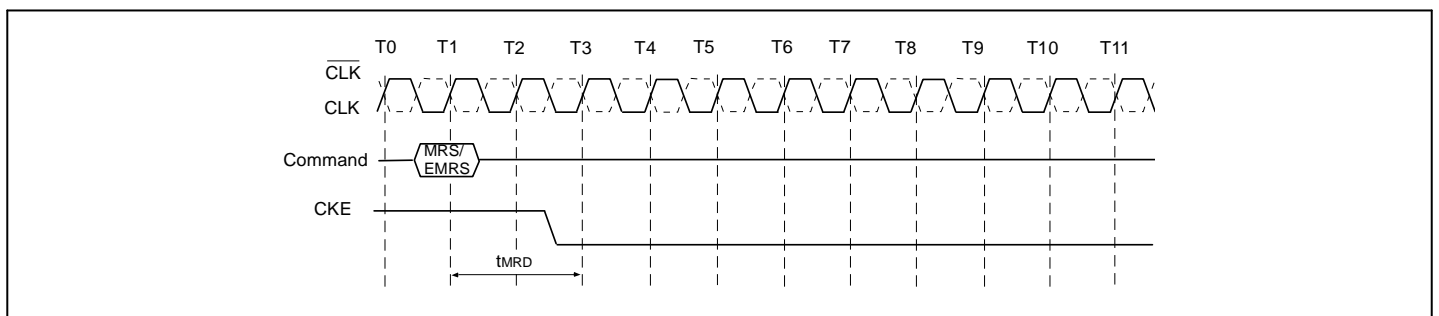 T0 T1 T2 T3 T4 T5 T6 T7 T8 T9 T10 T11
CLK
CLK
Command
MRS/
EMRS
CKE
tMRD